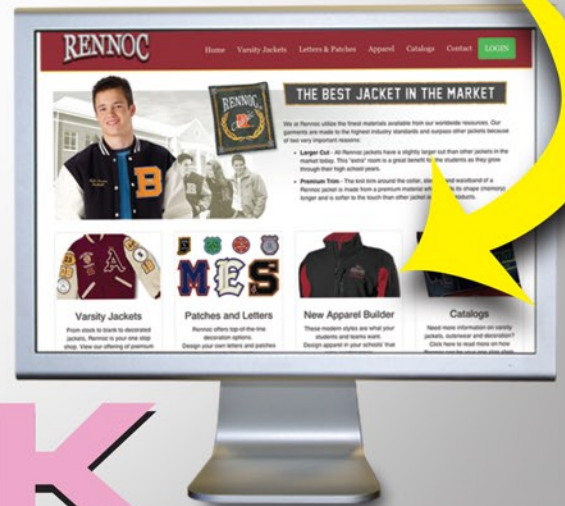 RENNOC
Home Varsity Jackets Letters & Patches Apparel Catalogs Contact LOGIN
THE BEST JACKET IN THE MARKET
RENNOC
We at Rennoc utilize the finest materials available from our worldwide resources. Our
garments are made to the highest industry standards and surpass other jackets because
of two very important reasons:
• Larger Cut - All Rennoc jackets have a slightly larger cut than other jackets in the
market today. This "extra" room is a great benefit to the students as they grow
through their high school years.
• Premium Trim - The knit trim around the collar, and waistband of a
Rennoc jacket is made from a premium material its shape (memory)
longer and is softer to the touch than other jacket
B
A
MES
Varsity Jackets
From stock to blank to decorated
jackets, Rennoc is your one stop
shop. View our offering of premium
Patches and Letters
Rennoc offers top-of-the-line
decoration options.
Design your own letters and patches
New Apparel Builder
These modern styles are what your
students and teams want.
Design apparel in your schools' true
Catalogs
Need more information on varsity
jackets, outerwear and decoration?
Click here to read more on how
K